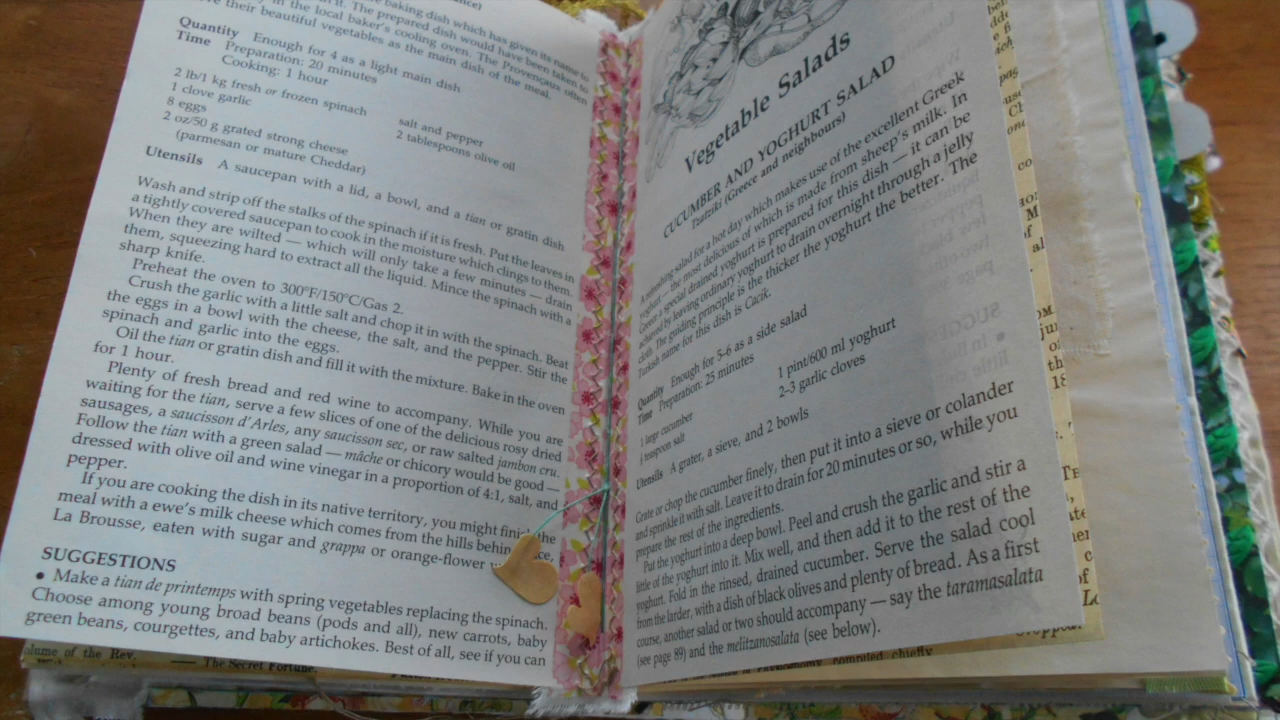 baking dish which has given its name to
in it. The prepared dish would have been taken to
in the local baker's cooling oven. The Provençaux often
their beautiful vegetables as the main dish of the meal.
Quantity Enough for 4 as a light main dish
Time Preparation: 20 minutes
Cooking: 1 hour
2 lb/1 kg fresh or frozen spinach
1 clove garlic
8 eggs
2 oz/50 g grated strong cheese
(parmesan or mature Cheddar)
salt and pepper
2 tablespoons olive oil
Utensils A saucepan with a lid, a bowl, and a tian or gratin dish
Wash and strip off the stalks of the spinach if it is fresh. Put the leaves in
a tightly covered saucepan to cook in the moisture which clings to them.
When they are wilted — which will only take a few minutes — drain
them, squeezing hard to extract all the liquid. Mince the spinach with a
sharp knife.
Preheat the oven to 300°F/150°C/Gas 2.
Crush the garlic with a little salt and chop it in with the spinach. Beat
the eggs in a bowl with the cheese, the salt, and the pepper. Stir the
spinach and garlic into the eggs.
Oil the tian or gratin dish and fill it with the mixture. Bake in the oven
for 1 hour.
Plenty of fresh bread and red wine to accompany. While you are
waiting for the tian, serve a few slices of one of the delicious rosy dried
sausages, a saucisson d'Arles, any saucisson sec, or raw salted jambon cru.
Follow the tian with a green salad — mâche or chicory would be good —
dressed with olive oil and wine vinegar in a proportion of 4:1, salt, and
pepper.
If you are cooking the dish in its native territory, you might finish the
meal with a ewe's milk cheese which comes from the hills behind
La Brousse, eaten with sugar and grappa or orange-flower
SUGGESTIONS
• Make a tian de printemps with spring vegetables replacing the spinach.
Choose among young broad beans (pods and all), new carrots, baby
green beans, courgettes, and baby artichokes. Best of all, see if you can
olume of the Rev.
— The Secret Fortune.
Vegetable Salads
CUCUMBER AND YOGHURT SALAD
Tzatziki (Greece and neighbours)
A refreshing salad for a hot day which makes use of the excellent Greek
yoghurt — the most delicious of which is made from sheep's milk. In
Greece a special drained yoghurt is prepared for this dish — it can be
achieved by leaving ordinary yoghurt to drain overnight through a jelly
cloth. The guiding principle is the thicker the yoghurt the better. The
Turkish name for this dish is Cacik.
Quantity Enough for 5–6 as a side salad
Time Preparation: 25 minutes
1 large cucumber
teaspoon salt
1 pint/600 ml yoghurt
2–3 garlic cloves
Utensils A grater, a sieve, and 2 bowls
Grate or chop the cucumber finely, then put it into a sieve or colander
and sprinkle it with salt. Leave it to drain for 20 minutes or so, while you
prepare the rest of the ingredients.
Put the yoghurt into a deep bowl. Peel and crush the garlic and stir a
little of the yoghurt into it. Mix well, and then add it to the rest of the
yoghurt. Fold in the rinsed, drained cucumber. Serve the salad cool
from the larder, with a dish of black olives and plenty of bread. As a first
course, another salad or two should accompany — say the taramasalata
(see page 89) and the melitzanosalata (see below).
compiled chiefly